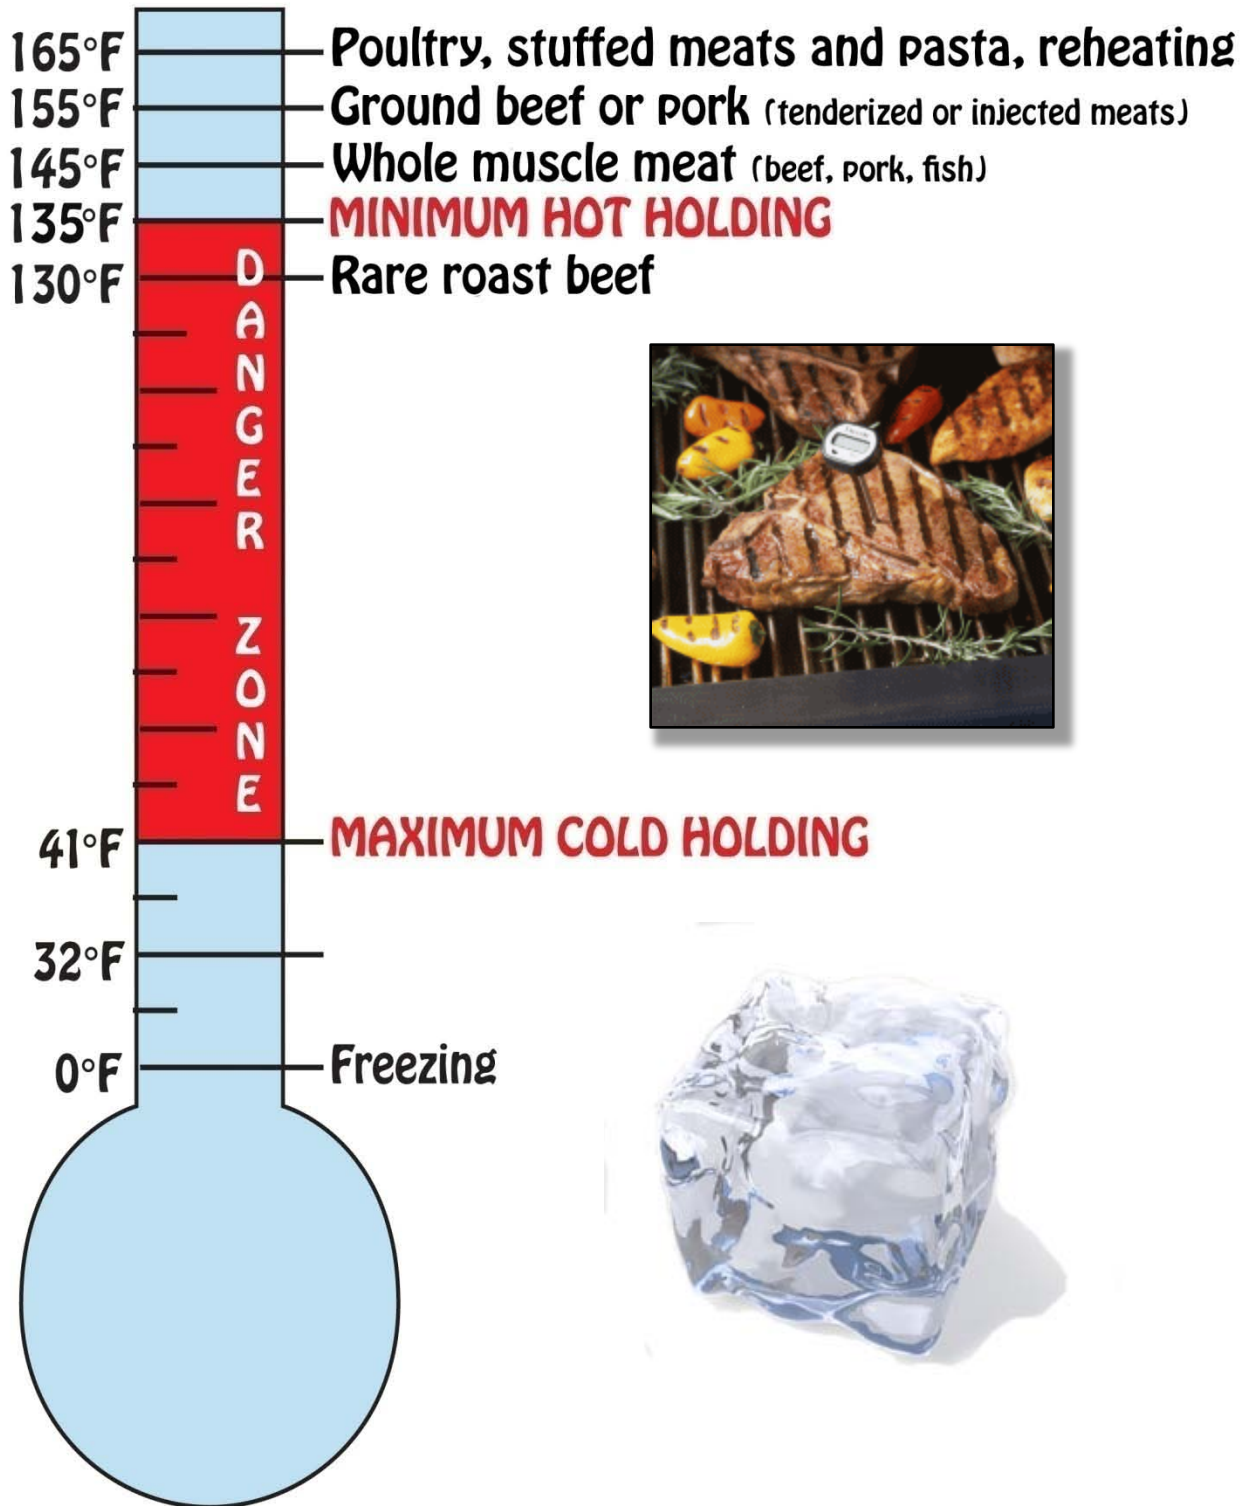 165°F Poultry, stuffed meats and pasta, reheating
155°F Ground beef or pork (tenderized or injected meats)
145°F Whole muscle meat (beef, pork, fish)
135°F MINIMUM HOT HOLDING
130°F Rare roast beef
DANGER ZONE
41°F MAXIMUM COLD HOLDING
32°F
0°F Freezing